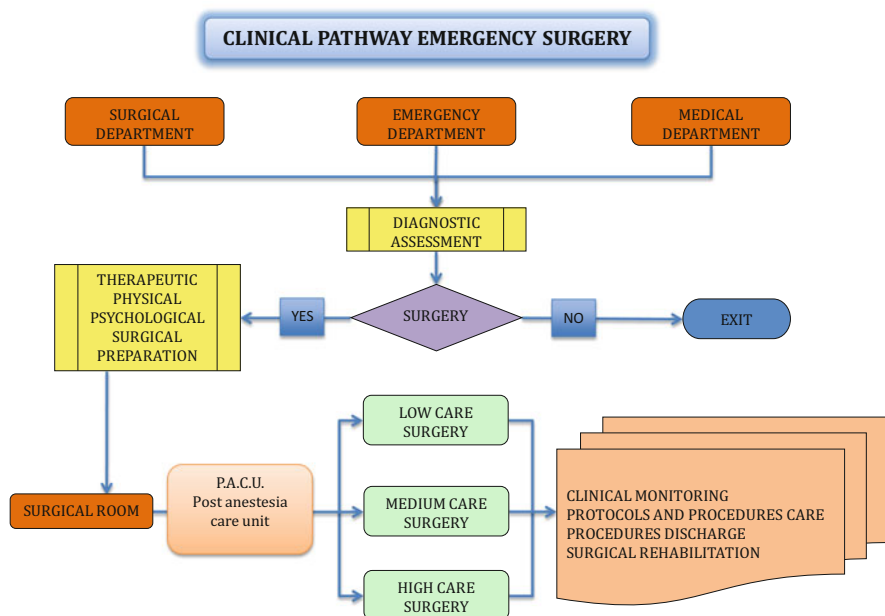 CLINICAL PATHWAY EMERGENCY SURGERY
SURGICAL
DEPARTMENT
EMERGENCY
DEPARTMENT
MEDICAL
DEPARTMENT
DIAGNOSTIC
ASSESSMENT
THERAPEUTIC
PHYSICAL
PSYCHOLOGICAL
SURGICAL
PREPARATION
YES
SURGERY
NO
EXIT
LOW CARE
SURGERY
SURGICAL ROOM
P.A.C.U.
Post anestesia
care unit
MEDIUM CARE
SURGERY
HIGH CARE
SURGERY
CLINICAL MONITORING
PROTOCOLS AND PROCEDURES CARE
PROCEDURES DISCHARGE
SURGICAL REHABILITATION